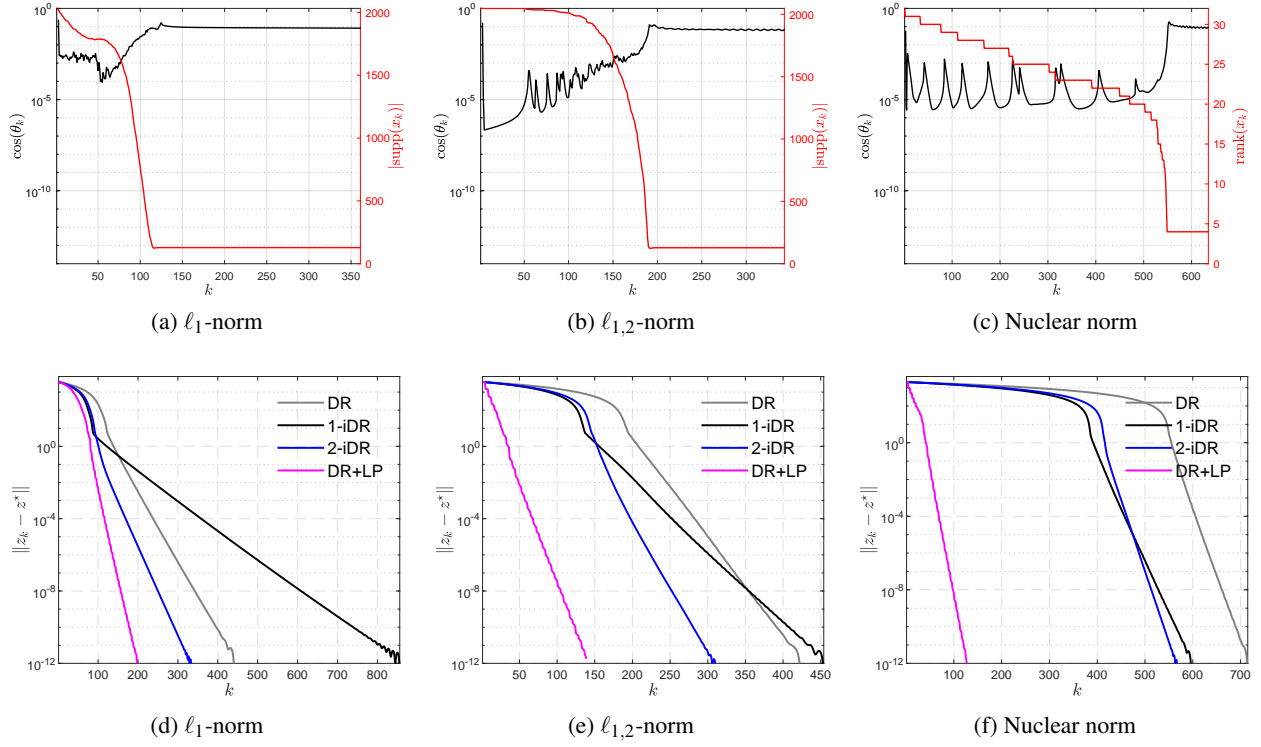 10^0
10^-5
10^-10
cos(θ_k)
50 100 150 200 250 300 350
k
2000
1500
1000
500
0
|supp(x_k)|
(a) ℓ_1-norm
10^0
10^-5
10^-10
cos(θ_k)
50 100 150 200 250 300
k
2000
1500
1000
500
0
|supp(x_k)|
(b) ℓ_{1,2}-norm
10^0
10^-5
10^-10
cos(θ_k)
100 200 300 400 500 600
k
30
25
20
15
10
5
0
rank(x_k)
(c) Nuclear norm
10^0
10^-4
10^-8
10^-12
||z_k − z*||
100 200 300 400 500 600 700 800
k
DR
1-iDR
2-iDR
DR+LP
(d) ℓ_1-norm
10^0
10^-4
10^-8
10^-12
||z_k − z*||
50 100 150 200 250 300 350 400 450
k
DR
1-iDR
2-iDR
DR+LP
(e) ℓ_{1,2}-norm
10^0
10^-4
10^-8
10^-12
||z_k − z*||
100 200 300 400 500 600 700
k
DR
1-iDR
2-iDR
DR+LP
(f) Nuclear norm